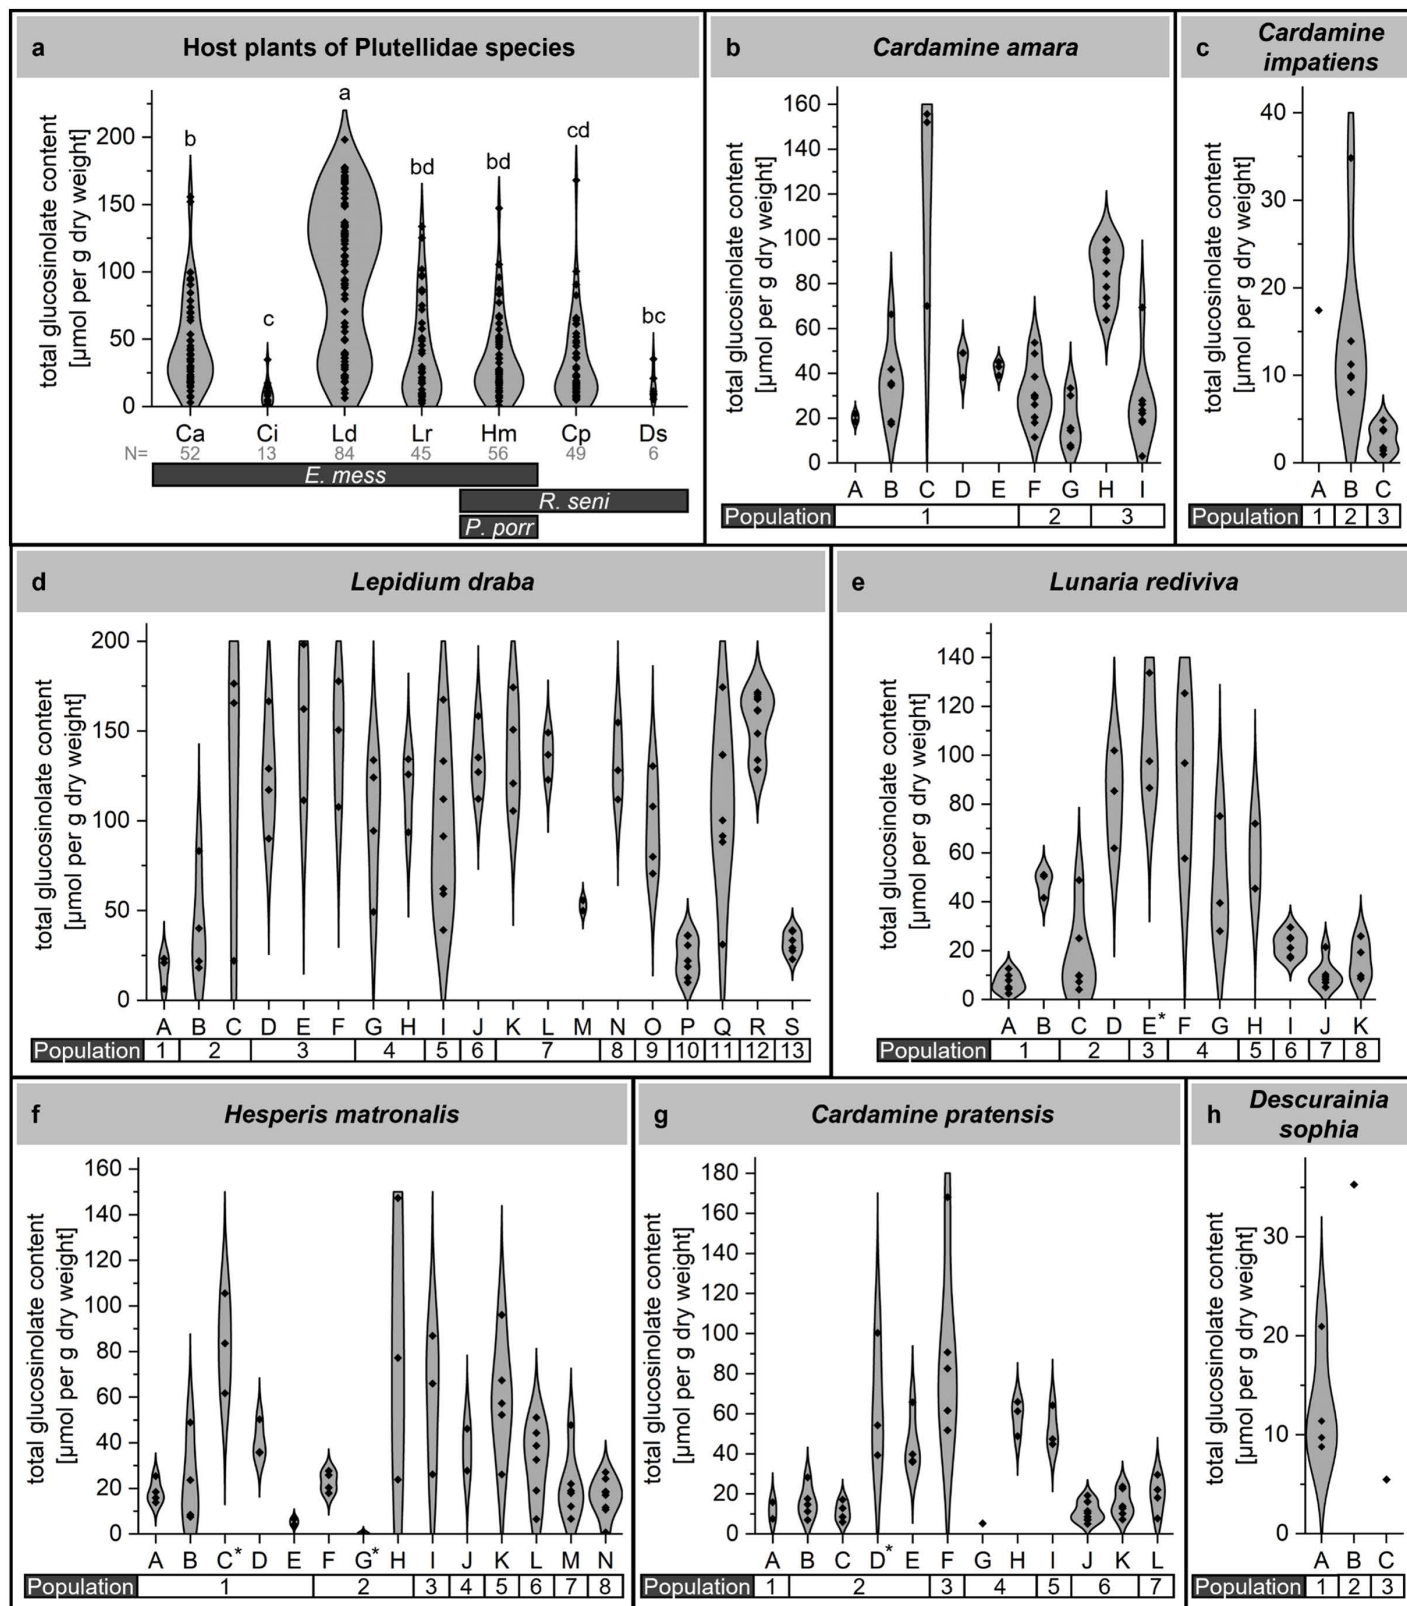 a Host plants of Plutellidae species
total glucosinolate content
[µmol per g dry weight]
200
150
100
50
0
b c a bd bd cd bc
Ca Ci Ld Lr Hm Cp Ds
N= 52 13 84 45 56 49 6
E. mess
R. seni
P. porr
b Cardamine amara
total glucosinolate content
[µmol per g dry weight]
160
140
120
100
80
60
40
20
0
A B C D E F G H I
Population 1 2 3
c Cardamine
impatiens
total glucosinolate content
[µmol per g dry weight]
40
30
20
10
0
A B C
Population 1 2 3
d Lepidium draba
total glucosinolate content
[µmol per g dry weight]
200
150
100
50
0
A B C D E F G H I J K L M N O P Q R S
Population 1 2 3 4 5 6 7 8 9 10 11 12 13
e Lunaria rediviva
total glucosinolate content
[µmol per g dry weight]
140
120
100
80
60
40
20
0
A B C D E* F G H I J K
Population 1 2 3 4 5 6 7 8
f Hesperis matronalis
total glucosinolate content
[µmol per g dry weight]
160
140
120
100
80
60
40
20
0
A B C* D E F G* H I J K L M N
Population 1 2 3 4 5 6 7 8
g Cardamine pratensis
total glucosinolate content
[µmol per g dry weight]
180
160
140
120
100
80
60
40
20
0
A B C D* E F G H I J K L
Population 1 2 3 4 5 6 7
h Descurainia
sophia
total glucosinolate content
[µmol per g dry weight]
30
20
10
0
A B C
Population 1 2 3